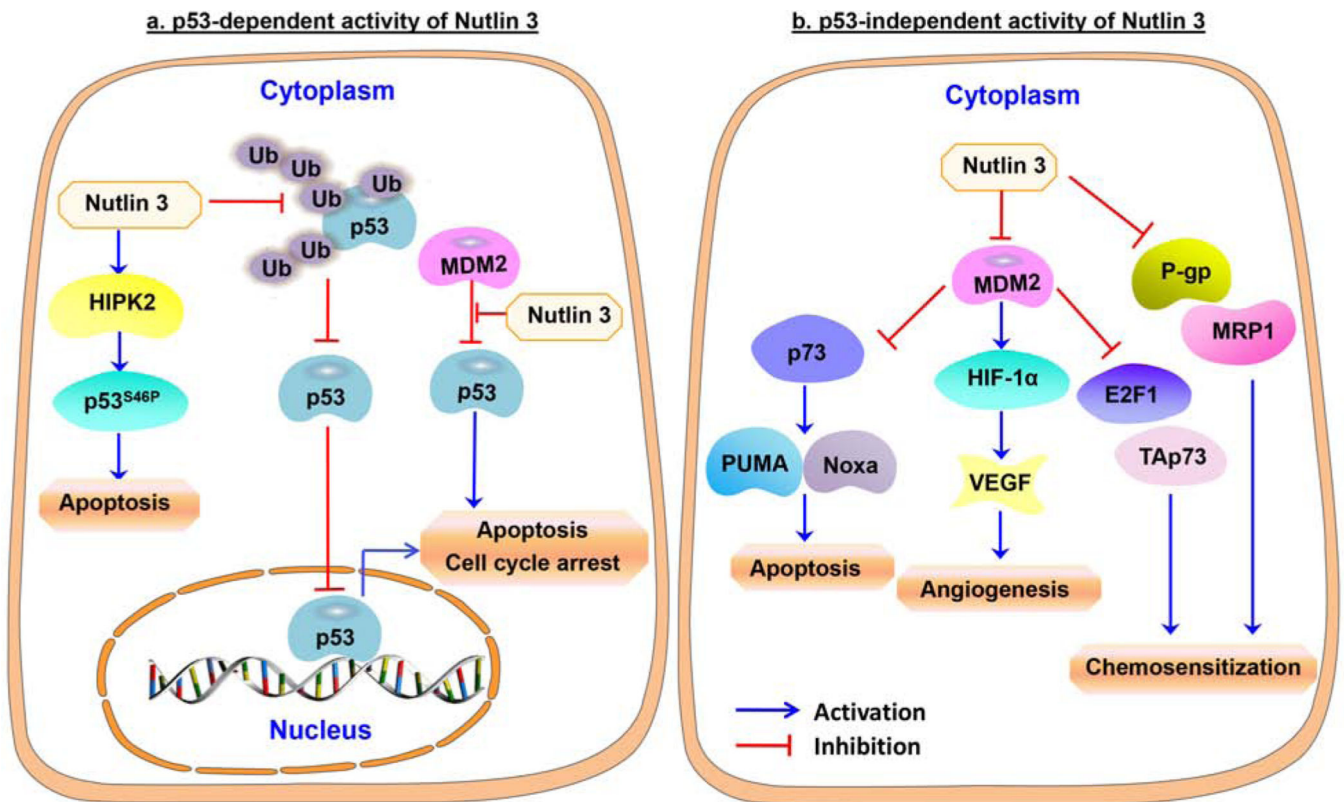 a. p53-dependent activity of Nutlin 3
Cytoplasm
Ub
Ub
Ub
Ub
Nutlin 3
p53
Ub
Ub
MDM2
HIPK2
Nutlin 3
p53S46P
p53
p53
Apoptosis
Apoptosis
Cell cycle arrest
p53
Nucleus
b. p53-independent activity of Nutlin 3
Cytoplasm
Nutlin 3
P-gp
MDM2
MRP1
p73
HIF-1α
E2F1
PUMA
Noxa
TAp73
VEGF
Apoptosis
Angiogenesis
Chemosensitization
Activation
Inhibition